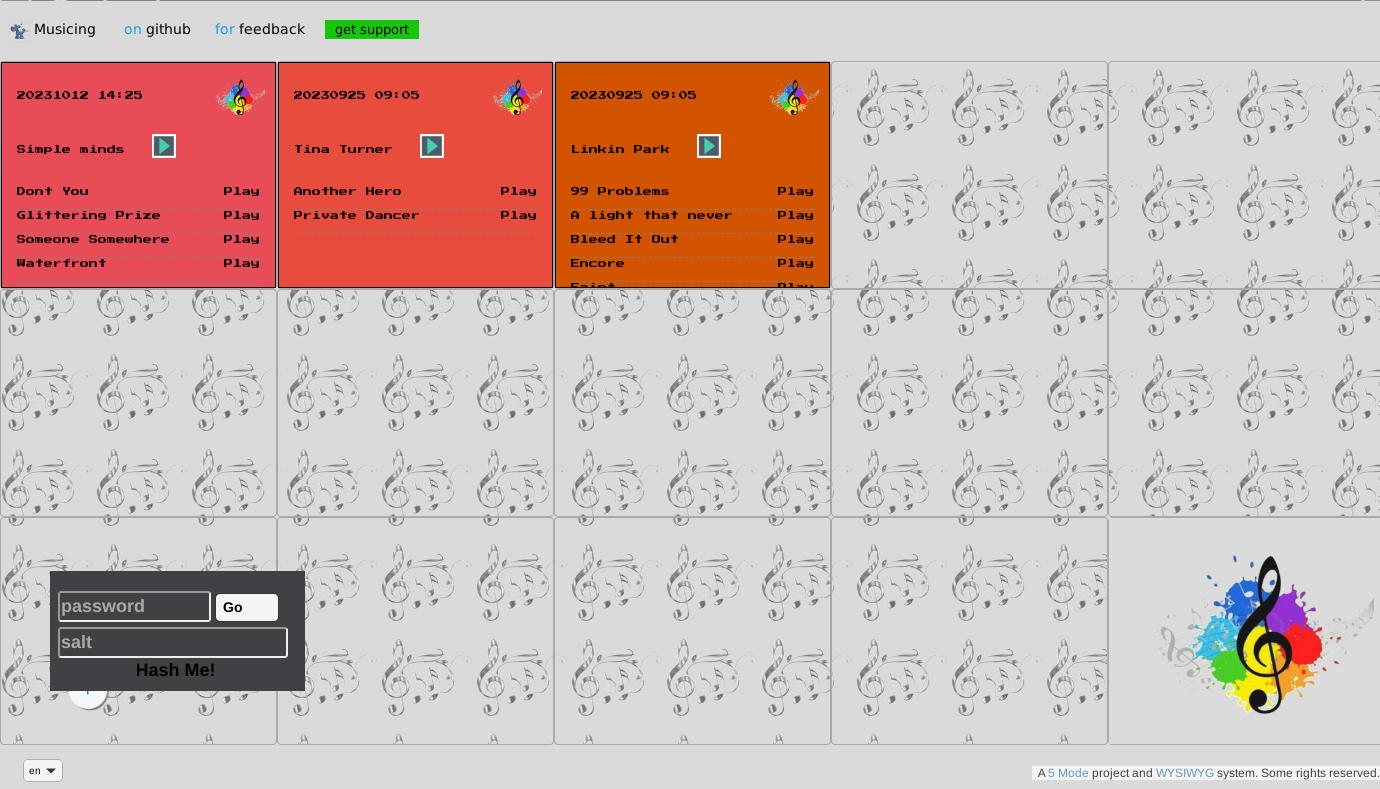 Musicing on github for feedback get support
20231012 14:25
Simple minds
Dont You Play
Glittering Prize Play
Someone Somewhere Play
Waterfront Play
20230925 09:05
Tina Turner
Another Hero Play
Private Dancer Play
20230925 09:05
Linkin Park
99 Problems Play
A light that never Play
Bleed It Out Play
Encore Play
Faint Play
password Go
salt
Hash Me!
en
A 5 Mode project and WYSIWYG system. Some rights reserved.